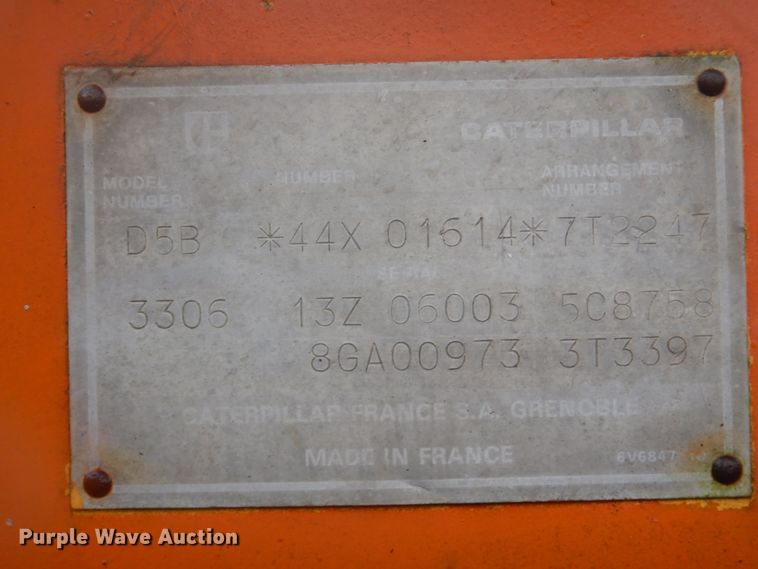 CATERPILLAR
MODEL NUMBER NUMBER ARRANGEMENT NUMBER
D5B *44X 01614* 7T2247
SERIAL
3306 13Z 06003 5C8758
8GA00973 3T3397
CATERPILLAR FRANCE S.A. GRENOBLE
MADE IN FRANCE 6V6847
Purple Wave Auction